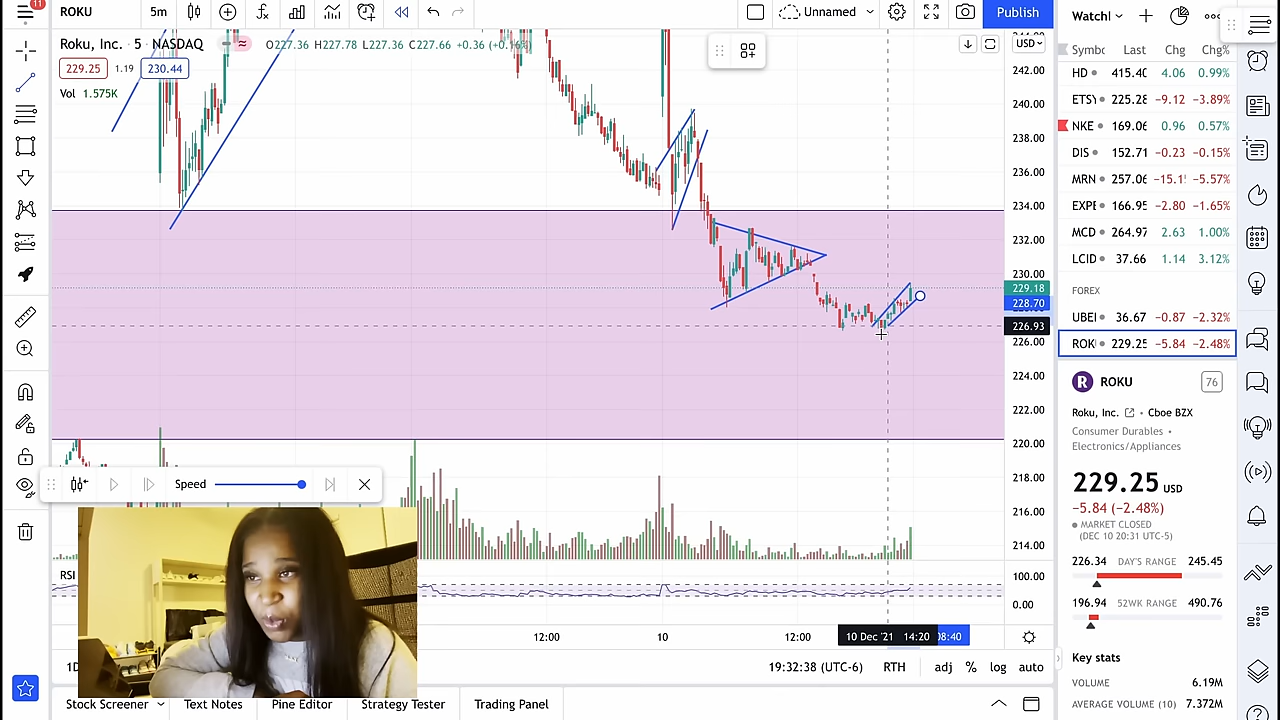 11
ROKU
5m
Unnamed
Publish
Watchl
Roku, Inc. · 5 · NASDAQ
O227.36 H227.78 L227.36 C227.66
USD
229.25
1.19
230.44
Vol 1.575K
242.00
240.00
238.00
236.00
234.00
232.00
230.00
229.18
228.70
226.93
226.00
224.00
222.00
220.00
218.00
216.00
214.00
100.00
0.00
Speed
RSI
12:00
10
12:00
10 Dec '21 14:20
08:40
1D
19:32:38 (UTC-6)
RTH
adj
%
log
auto
Stock Screener
Text Notes
Pine Editor
Strategy Tester
Trading Panel
Symbc Last Chg Chg%
HD 415.40 4.06 0.99%
ETSY 225.28 −9.12 −3.89%
NKE 169.06 0.96 0.57%
DIS 152.71 −0.23 −0.15%
MRN 257.06 −15.1 −5.57%
EXPE 166.95 −2.80 −1.65%
MCD 264.97 2.63 1.00%
LCID 37.66 1.14 3.12%
FOREX
UBEI 36.67 −0.87 −2.32%
ROK 229.25 −5.84 −2.48%
R
ROKU
76
Roku, Inc. • Cboe BZX
Consumer Durables •
Electronics/Appliances
229.25 USD
−5.84 (−2.48%)
MARKET CLOSED
(DEC 10 20:31 UTC-5)
226.34 DAY'S RANGE 245.45
196.94 52WK RANGE 490.76
Key stats
VOLUME 6.19M
AVERAGE VOLUME (10) 7.372M